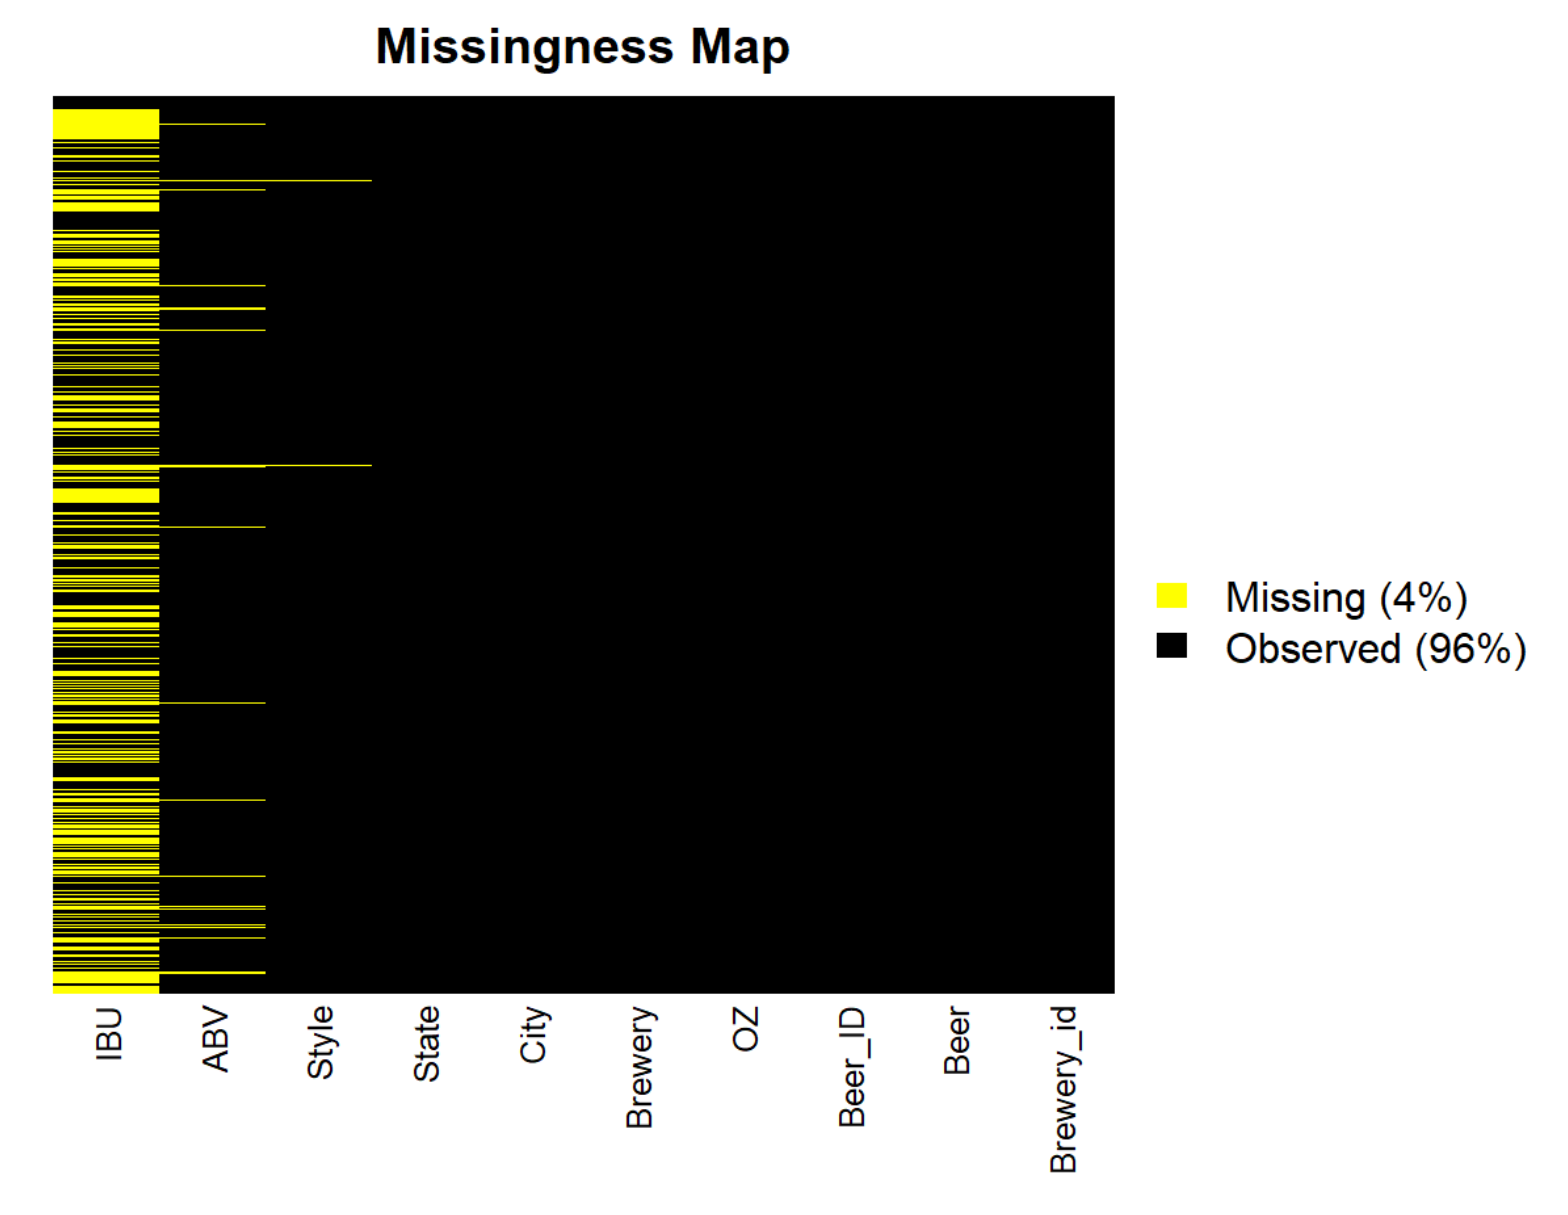 Missingness Map
Missing (4%)
Observed (96%)
IBU
ABV
Style
State
City
Brewery
OZ
Beer_ID
Beer
Brewery_id